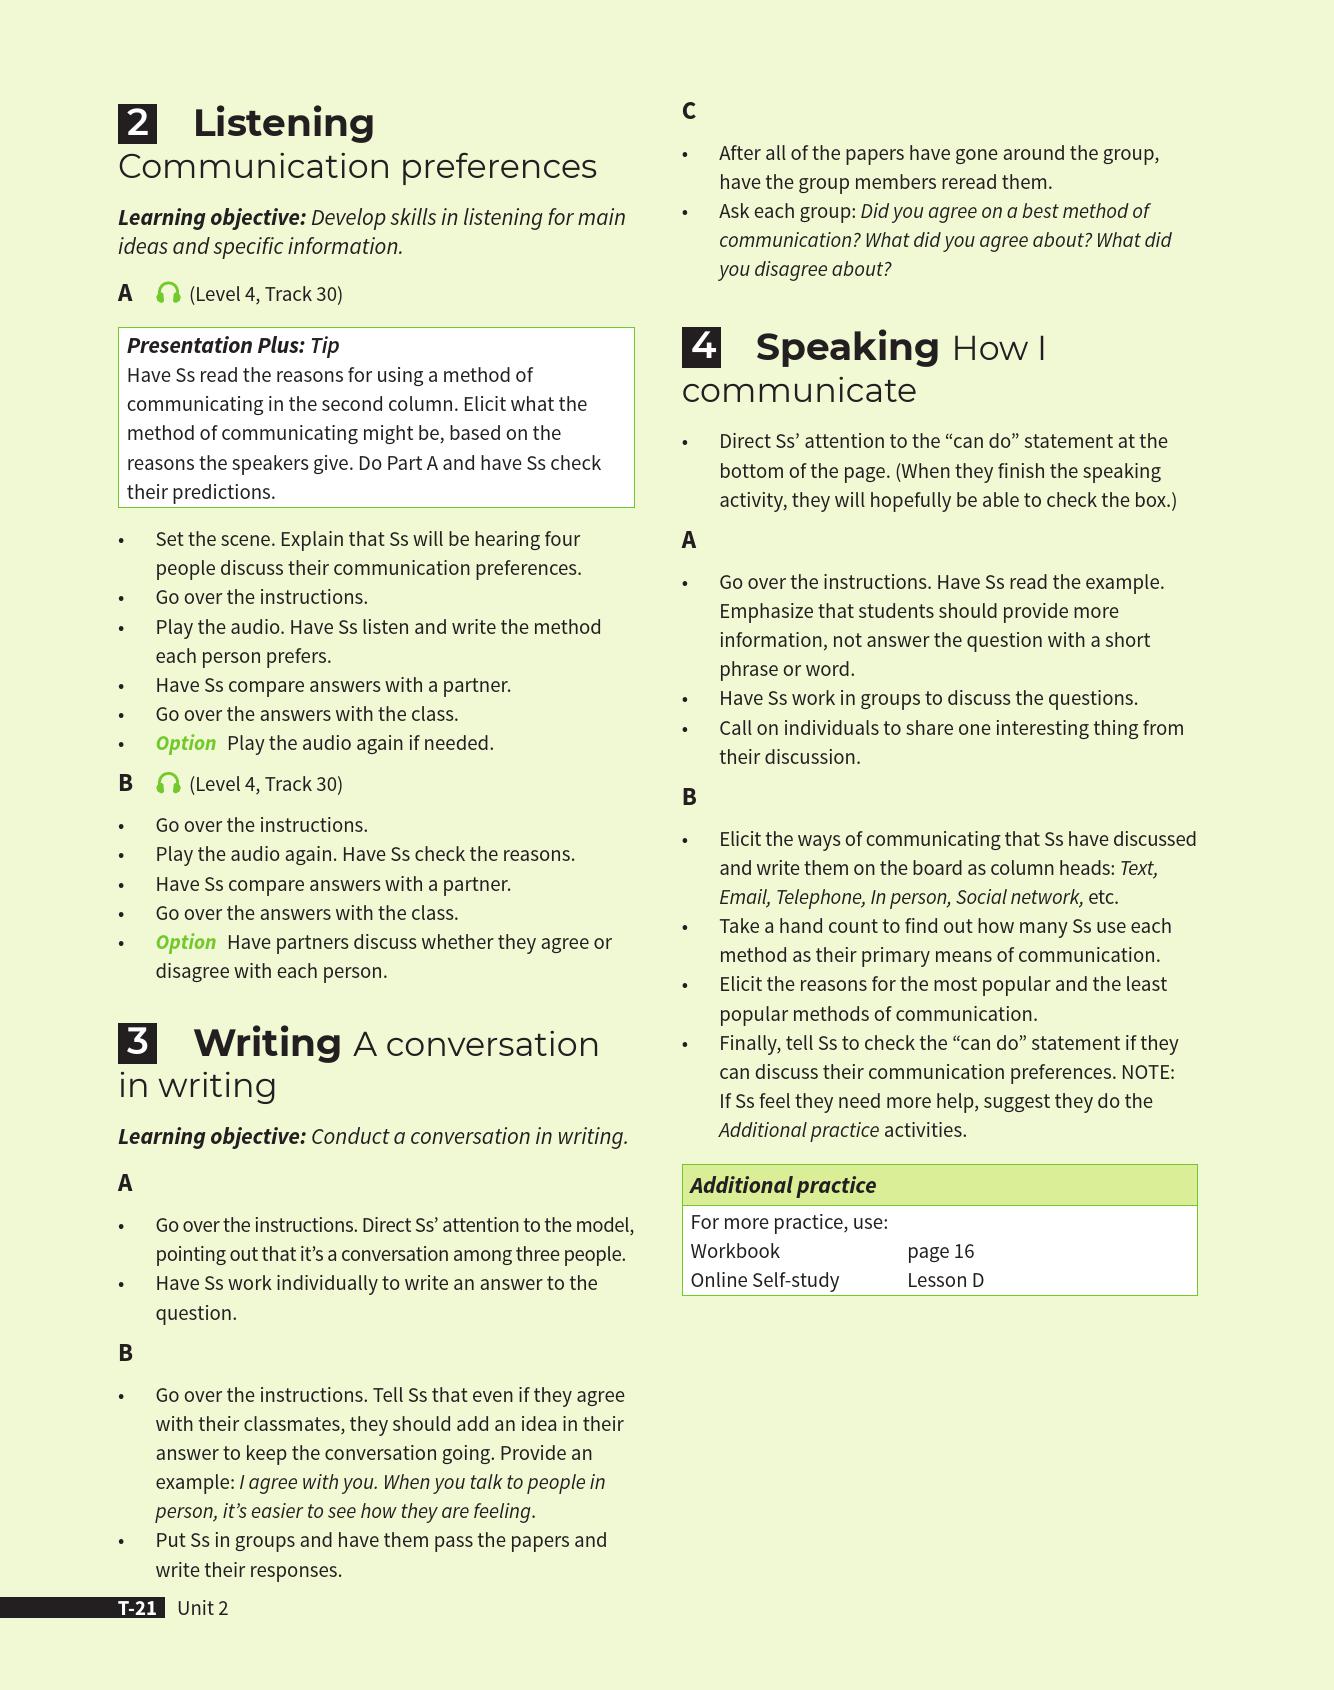 2 Listening
Communication preferences
Learning objective: Develop skills in listening for main
ideas and specific information.
A (Level 4, Track 30)
Presentation Plus: Tip
Have Ss read the reasons for using a method of
communicating in the second column. Elicit what the
method of communicating might be, based on the
reasons the speakers give. Do Part A and have Ss check
their predictions.
• Set the scene. Explain that Ss will be hearing four
people discuss their communication preferences.
• Go over the instructions.
• Play the audio. Have Ss listen and write the method
each person prefers.
• Have Ss compare answers with a partner.
• Go over the answers with the class.
• Option Play the audio again if needed.
B (Level 4, Track 30)
• Go over the instructions.
• Play the audio again. Have Ss check the reasons.
• Have Ss compare answers with a partner.
• Go over the answers with the class.
• Option Have partners discuss whether they agree or
disagree with each person.
3 Writing A conversation
in writing
Learning objective: Conduct a conversation in writing.
A
• Go over the instructions. Direct Ss’ attention to the model,
pointing out that it’s a conversation among three people.
• Have Ss work individually to write an answer to the
question.
B
• Go over the instructions. Tell Ss that even if they agree
with their classmates, they should add an idea in their
answer to keep the conversation going. Provide an
example: I agree with you. When you talk to people in
person, it’s easier to see how they are feeling.
• Put Ss in groups and have them pass the papers and
write their responses.
C
• After all of the papers have gone around the group,
have the group members reread them.
• Ask each group: Did you agree on a best method of
communication? What did you agree about? What did
you disagree about?
4 Speaking How I
communicate
• Direct Ss’ attention to the “can do” statement at the
bottom of the page. (When they finish the speaking
activity, they will hopefully be able to check the box.)
A
• Go over the instructions. Have Ss read the example.
Emphasize that students should provide more
information, not answer the question with a short
phrase or word.
• Have Ss work in groups to discuss the questions.
• Call on individuals to share one interesting thing from
their discussion.
B
• Elicit the ways of communicating that Ss have discussed
and write them on the board as column heads: Text,
Email, Telephone, In person, Social network, etc.
• Take a hand count to find out how many Ss use each
method as their primary means of communication.
• Elicit the reasons for the most popular and the least
popular methods of communication.
• Finally, tell Ss to check the “can do” statement if they
can discuss their communication preferences. NOTE:
If Ss feel they need more help, suggest they do the
Additional practice activities.
Additional practice
For more practice, use:
Workbook page 16
Online Self-study Lesson D
T-21 Unit 2